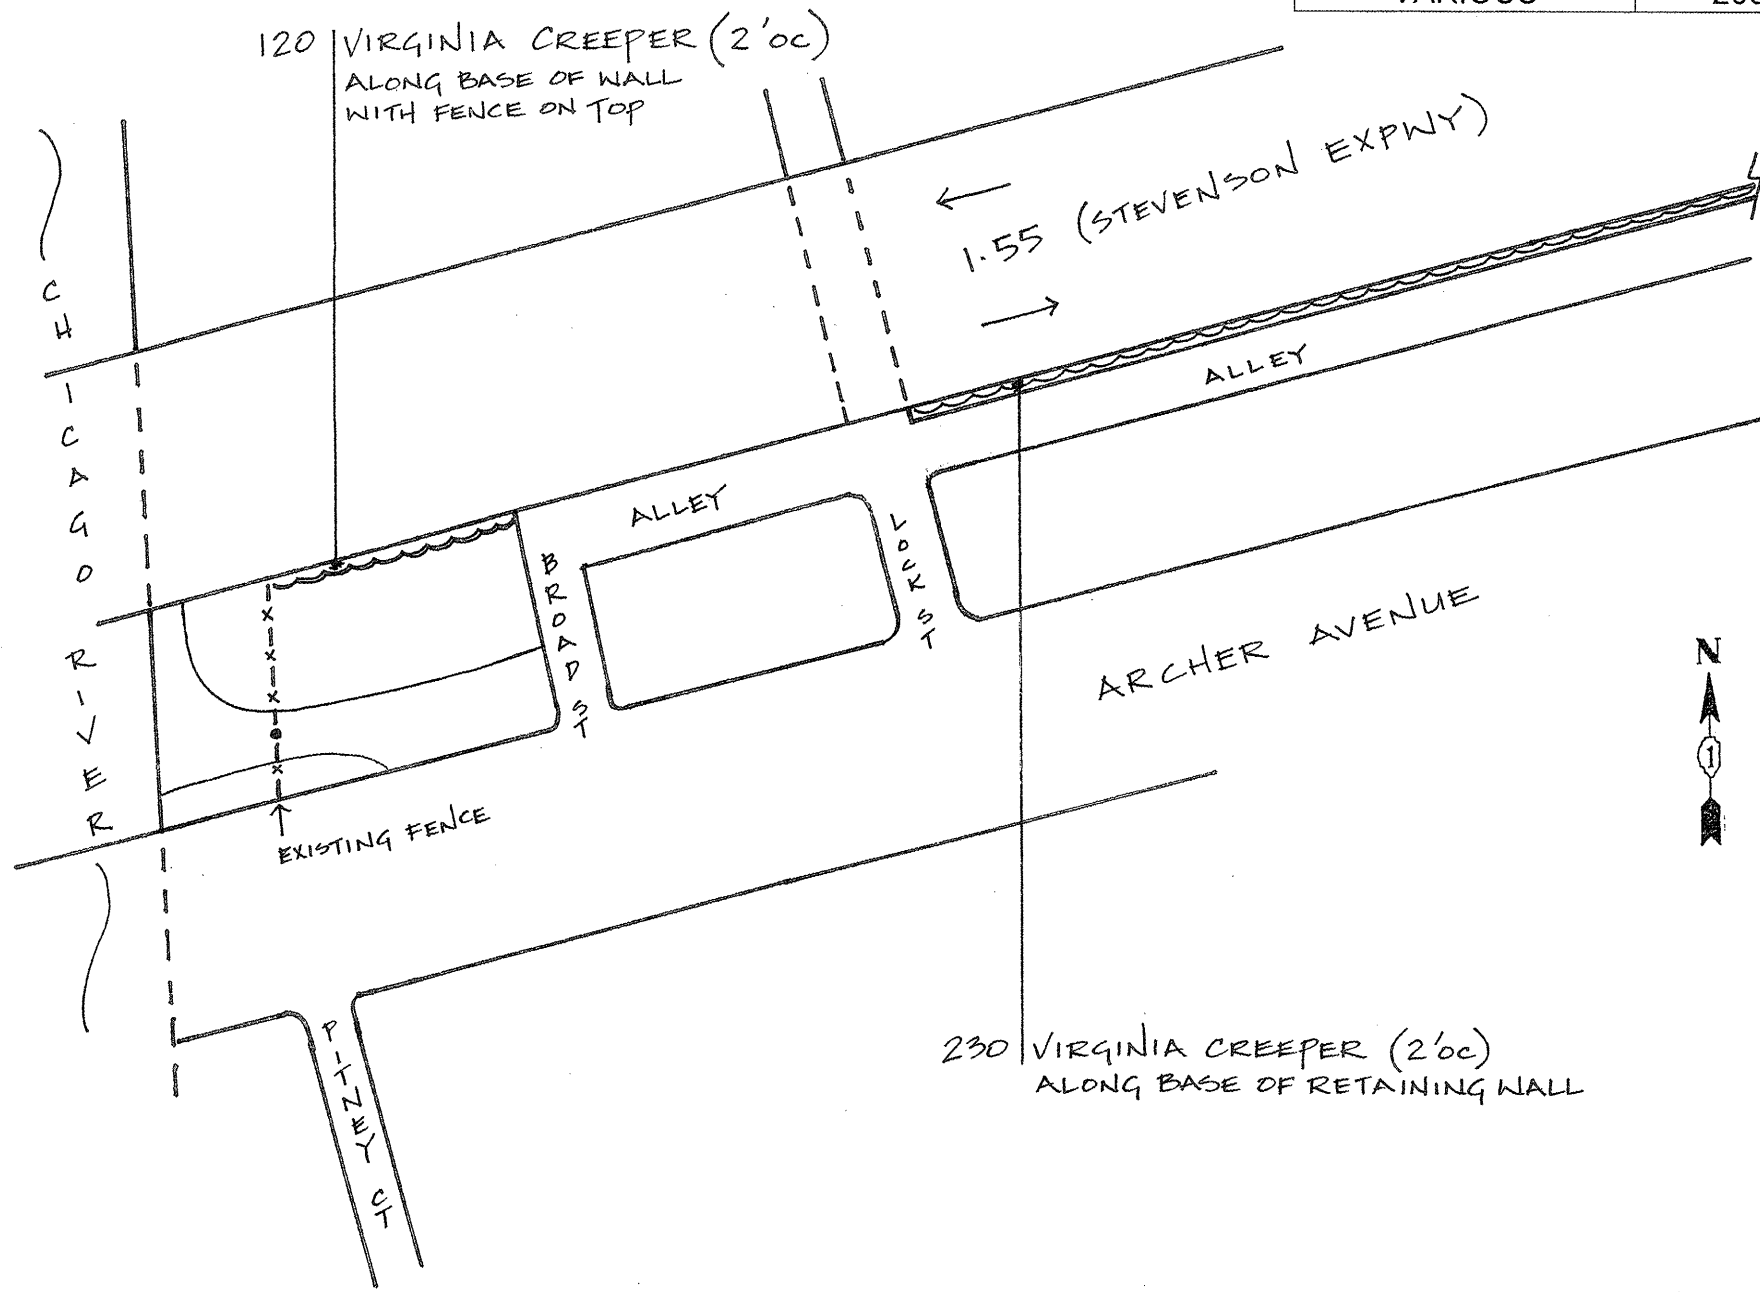 VARIOUS
120 VIRGINIA CREEPER (2'OC)
ALONG BASE OF WALL
WITH FENCE ON TOP
I-55 (STEVENSON EXPWY)
CHICAGO RIVER
ALLEY
ALLEY
BROAD ST
LOCK ST
ARCHER AVENUE
N
1
EXISTING FENCE
PITNEY CT
230 VIRGINIA CREEPER (2'OC)
ALONG BASE OF RETAINING WALL